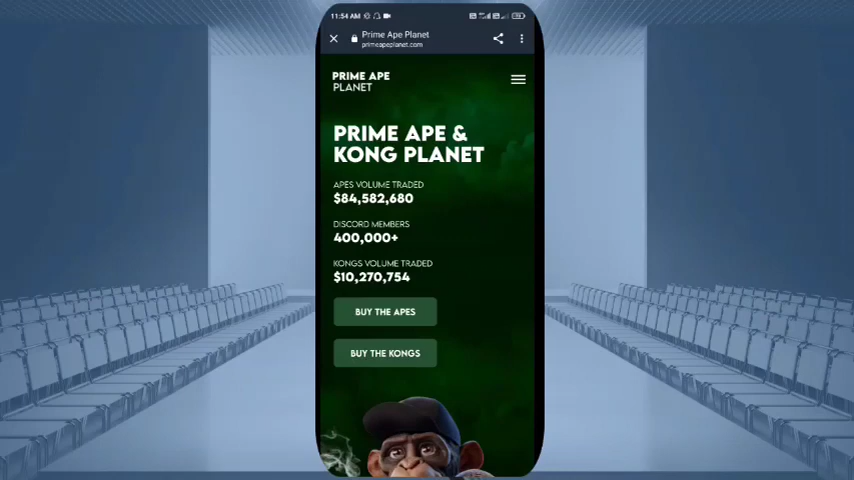 11:54 AM
Prime Ape Planet
primeapeplanet.com
PRIME APE
PLANET
PRIME APE &
KONG PLANET
APES VOLUME TRADED
$84,582,680
DISCORD MEMBERS
400,000+
KONGS VOLUME TRADED
$10,270,754
BUY THE APES
BUY THE KONGS